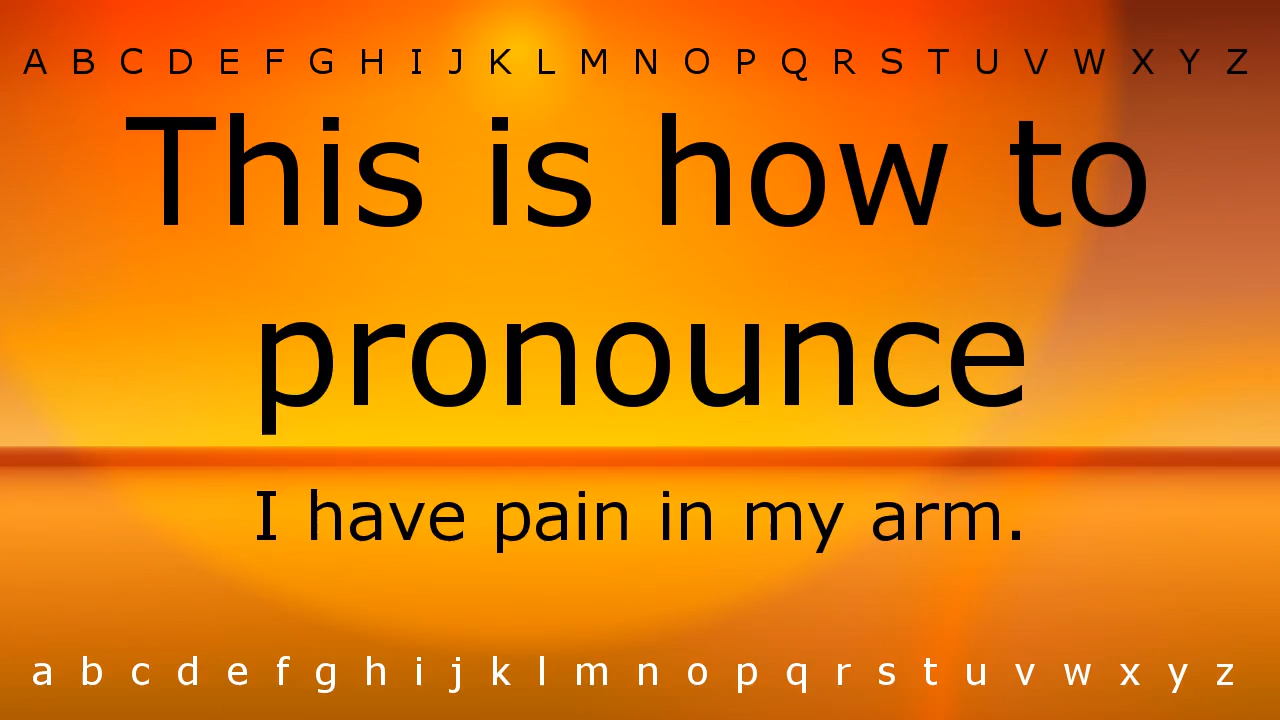 A B C D E F G H I J K L M N O P Q R S T U V W X Y Z
This is how to
pronounce
I have pain in my arm.
a b c d e f g h i j k l m n o p q r s t u v w x y z